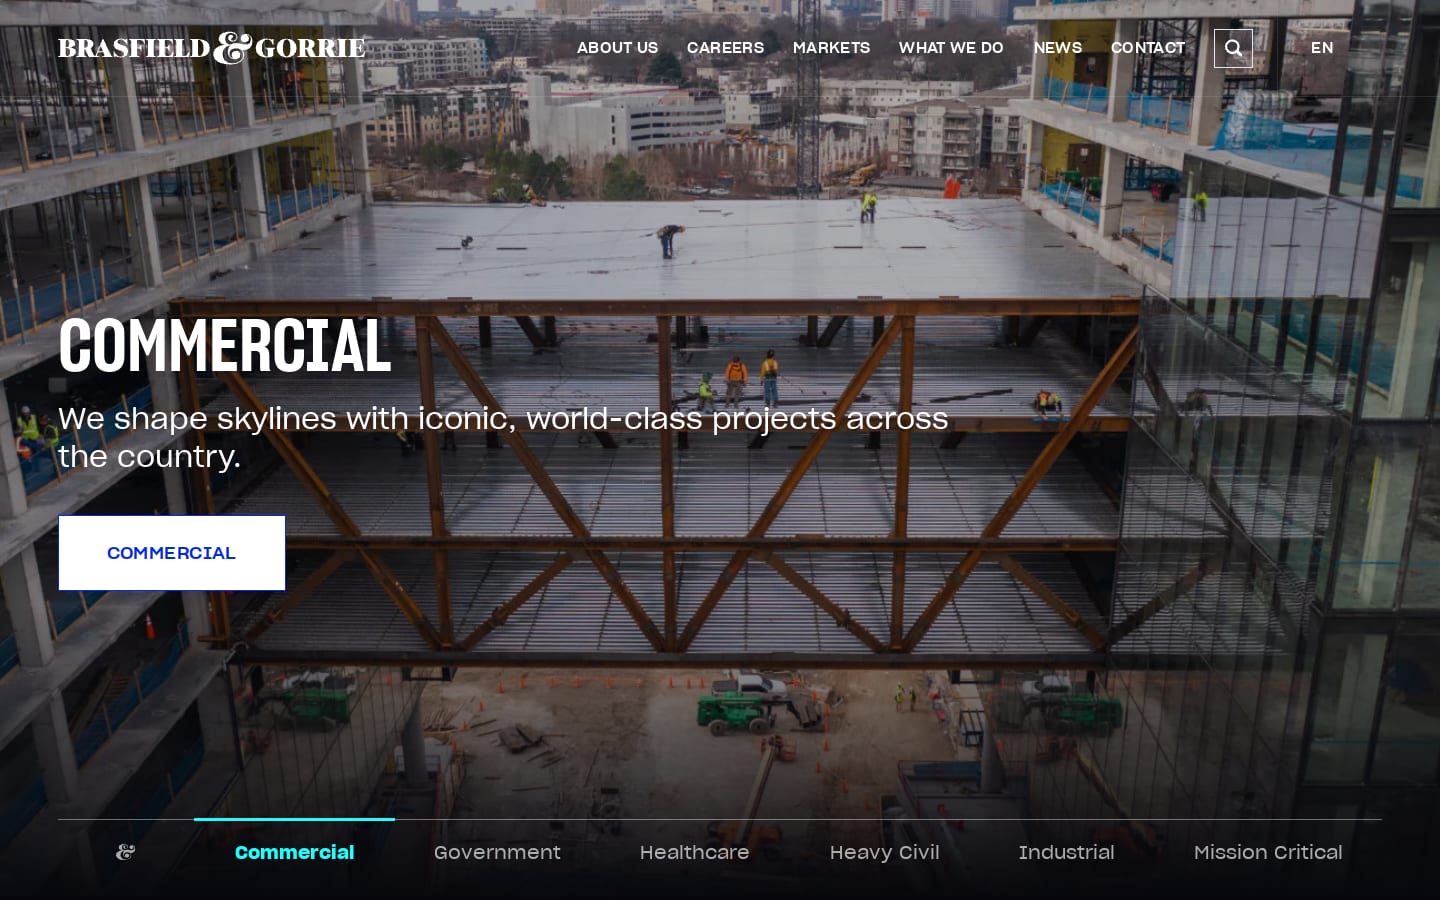 BRASFIELD & GORRIE
ABOUT US CAREERS MARKETS WHAT WE DO NEWS CONTACT EN
COMMERCIAL
We shape skylines with iconic, world-class projects across
the country.
COMMERCIAL
& Commercial Government Healthcare Heavy Civil Industrial Mission Critical